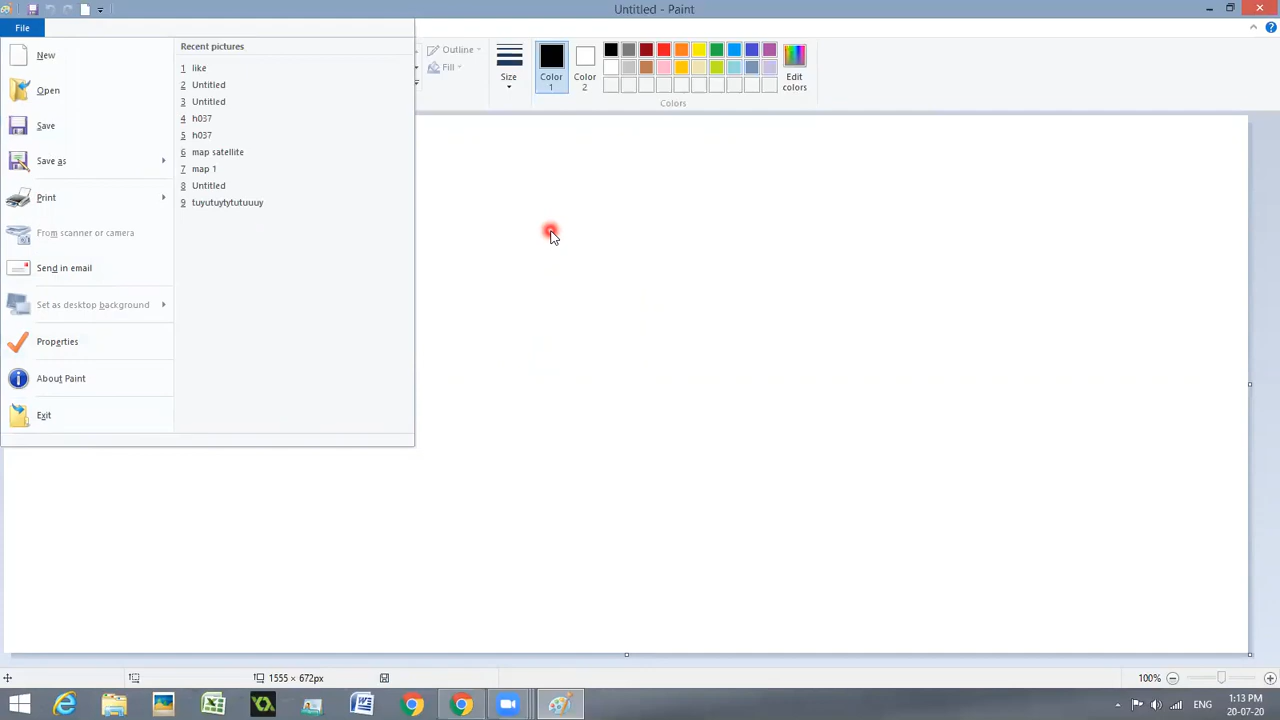 Untitled - Paint
File
New
Open
Save
Save as
Print
From scanner or camera
Send in email
Set as desktop background
Properties
About Paint
Exit
Recent pictures
1 like
2 Untitled
3 Untitled
4 h037
5 h037
6 map satellite
7 map 1
8 Untitled
9 tuyutuytytutuuuy
Outline
Fill
Size
Color
1
Color
2
Edit
colors
Colors
1555 × 672px
100%
ENG
1:13 PM
20-07-20